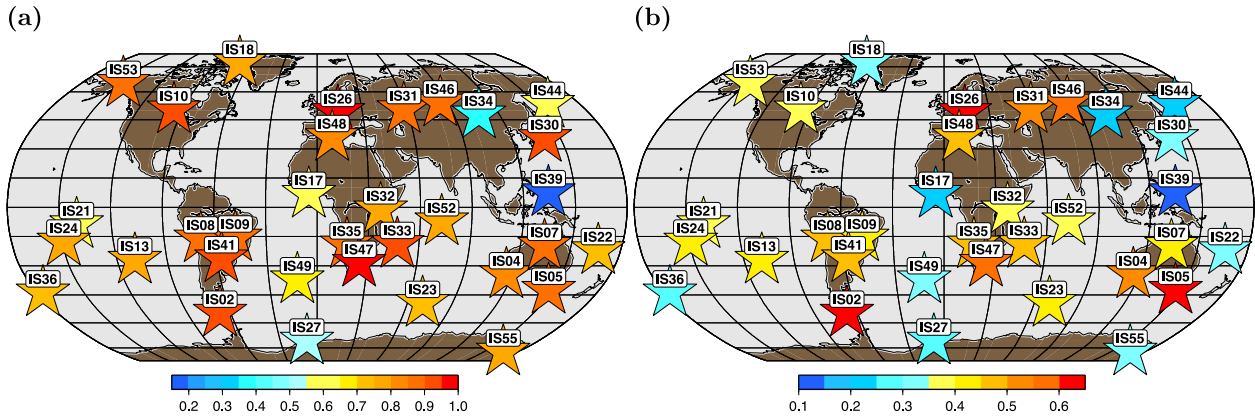 (a)
IS18
IS53
IS10
IS26
IS31
IS46
IS34
IS44
IS48
IS30
IS17
IS39
IS32
IS21
IS52
IS24
IS08
IS09
IS35
IS33
IS07
IS22
IS13
IS41
IS47
IS49
IS04
IS05
IS36
IS02
IS23
IS27
IS55
0.2 0.3 0.4 0.5 0.6 0.7 0.8 0.9 1.0
(b)
IS18
IS53
IS10
IS26
IS31
IS46
IS34
IS44
IS48
IS30
IS17
IS39
IS32
IS21
IS52
IS24
IS08
IS09
IS35
IS33
IS07
IS22
IS13
IS41
IS47
IS49
IS04
IS05
IS36
IS02
IS23
IS27
IS55
0.1 0.2 0.3 0.4 0.5 0.6